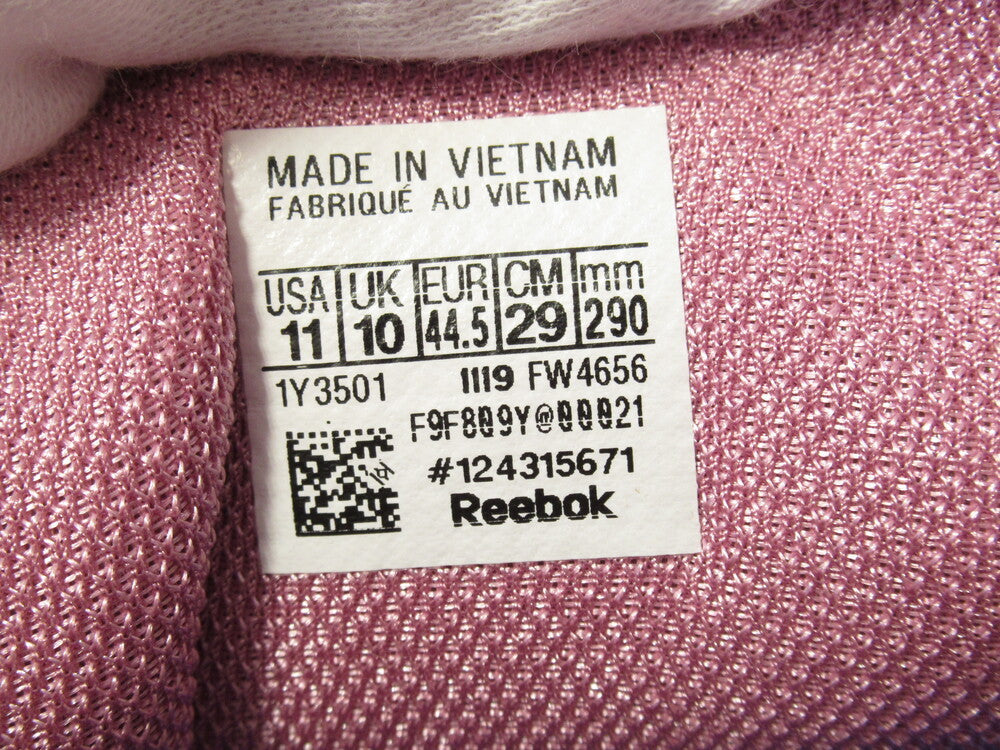 MADE IN VIETNAM
FABRIQUÉ AU VIETNAM
USA UK EUR CM mm
11 10 44.5 29 290
1Y3501 1119 FW4656
F9F809Y@00021
#124315671
Reebok